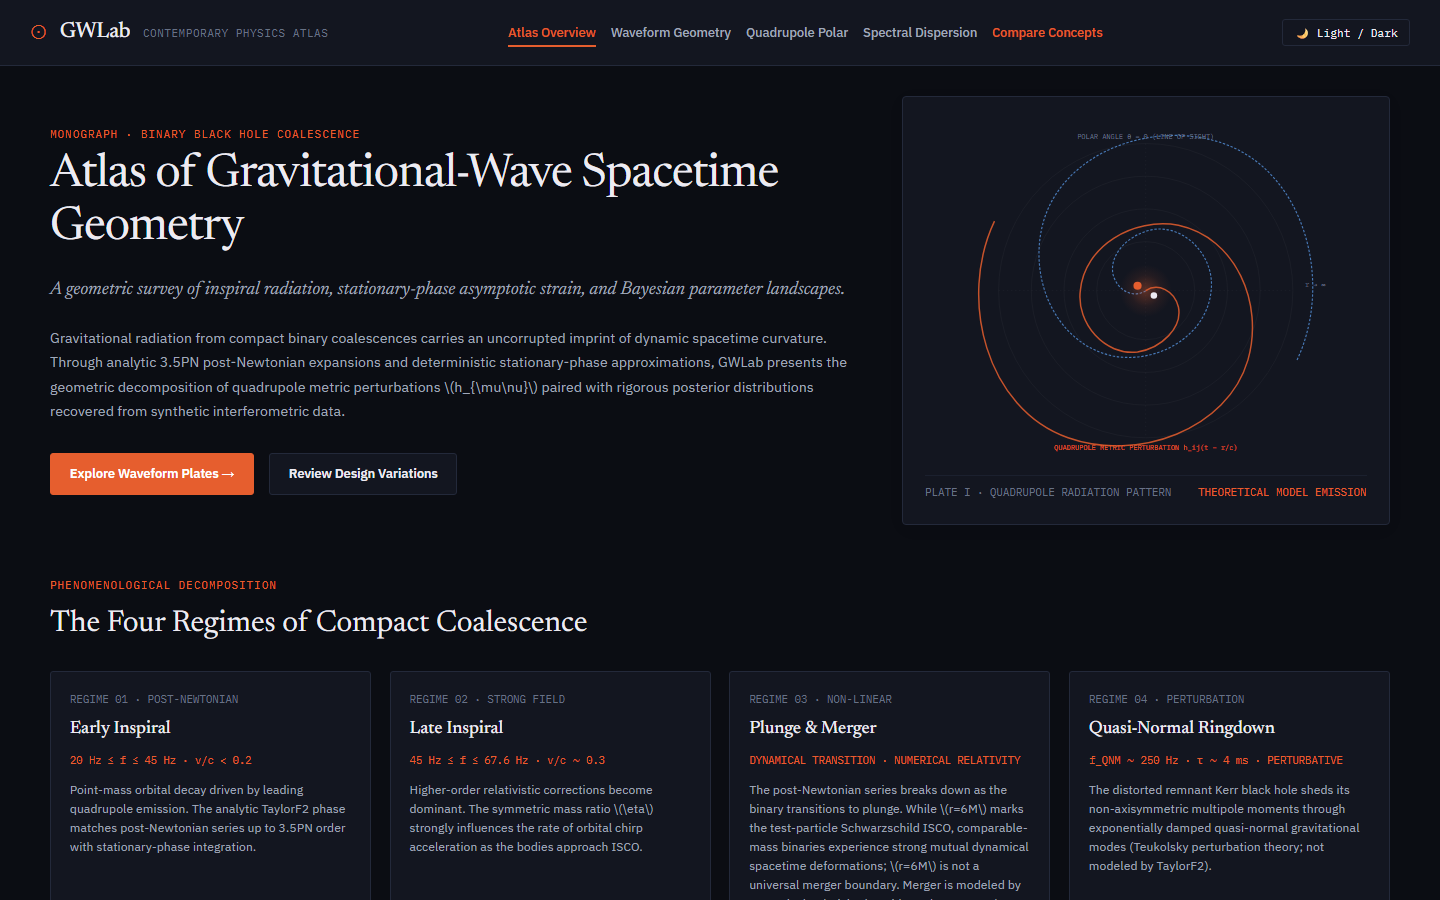 GWLab CONTEMPORARY PHYSICS ATLAS
Atlas Overview Waveform Geometry Quadrupole Polar Spectral Dispersion Compare Concepts
Light / Dark
MONOGRAPH · BINARY BLACK HOLE COALESCENCE
Atlas of Gravitational-Wave Spacetime
Geometry
A geometric survey of inspiral radiation, stationary-phase asymptotic strain, and Bayesian parameter landscapes.
Gravitational radiation from compact binary coalescences carries an uncorrupted imprint of dynamic spacetime curvature.
Through analytic 3.5PN post-Newtonian expansions and deterministic stationary-phase approximations, GWLab presents the
geometric decomposition of quadrupole metric perturbations \(h_{\mu\nu}\) paired with rigorous posterior distributions
recovered from synthetic interferometric data.
Explore Waveform Plates →
Review Design Variations
POLAR ANGLE θ = 0 (LINE OF SIGHT)
QUADRUPOLE METRIC PERTURBATION h_ij(t − r/c)
PLATE I · QUADRUPOLE RADIATION PATTERN
THEORETICAL MODEL EMISSION
PHENOMENOLOGICAL DECOMPOSITION
The Four Regimes of Compact Coalescence
REGIME 01 · POST-NEWTONIAN
Early Inspiral
20 Hz ≤ f ≤ 45 Hz · v/c < 0.2
Point-mass orbital decay driven by leading
quadrupole emission. The analytic TaylorF2 phase
matches post-Newtonian series up to 3.5PN order
with stationary-phase integration.
REGIME 02 · STRONG FIELD
Late Inspiral
45 Hz ≤ f ≤ 67.6 Hz · v/c ~ 0.3
Higher-order relativistic corrections become
dominant. The symmetric mass ratio \(\eta\)
strongly influences the rate of orbital chirp
acceleration as the bodies approach ISCO.
REGIME 03 · NON-LINEAR
Plunge & Merger
DYNAMICAL TRANSITION · NUMERICAL RELATIVITY
The post-Newtonian series breaks down as the
binary transitions to plunge. While \(r=6M\) marks
the test-particle Schwarzschild ISCO, comparable-
mass binaries experience strong mutual dynamical
spacetime deformations; \(r=6M\) is not a
universal merger boundary. Merger is modeled by
REGIME 04 · PERTURBATION
Quasi-Normal Ringdown
f_QNM ~ 250 Hz · τ ~ 4 ms · PERTURBATIVE
The distorted remnant Kerr black hole sheds its
non-axisymmetric multipole moments through
exponentially damped quasi-normal gravitational
modes (Teukolsky perturbation theory; not
modeled by TaylorF2).